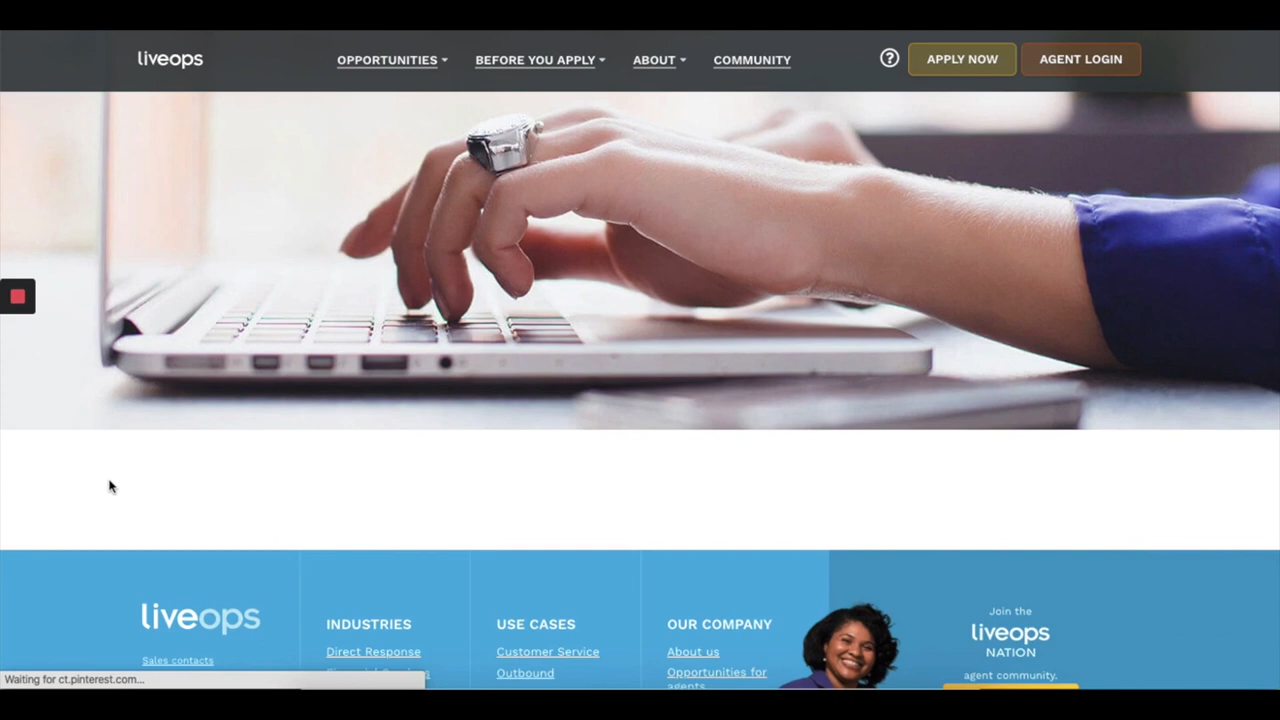 liveops
OPPORTUNITIES
BEFORE YOU APPLY
ABOUT
COMMUNITY
?
APPLY NOW
AGENT LOGIN
liveops
Sales contacts
INDUSTRIES
Direct Response
USE CASES
Customer Service
Outbound
OUR COMPANY
About us
Opportunities for
agents
Join the
liveops
NATION
agent community.
Waiting for ct.pinterest.com...